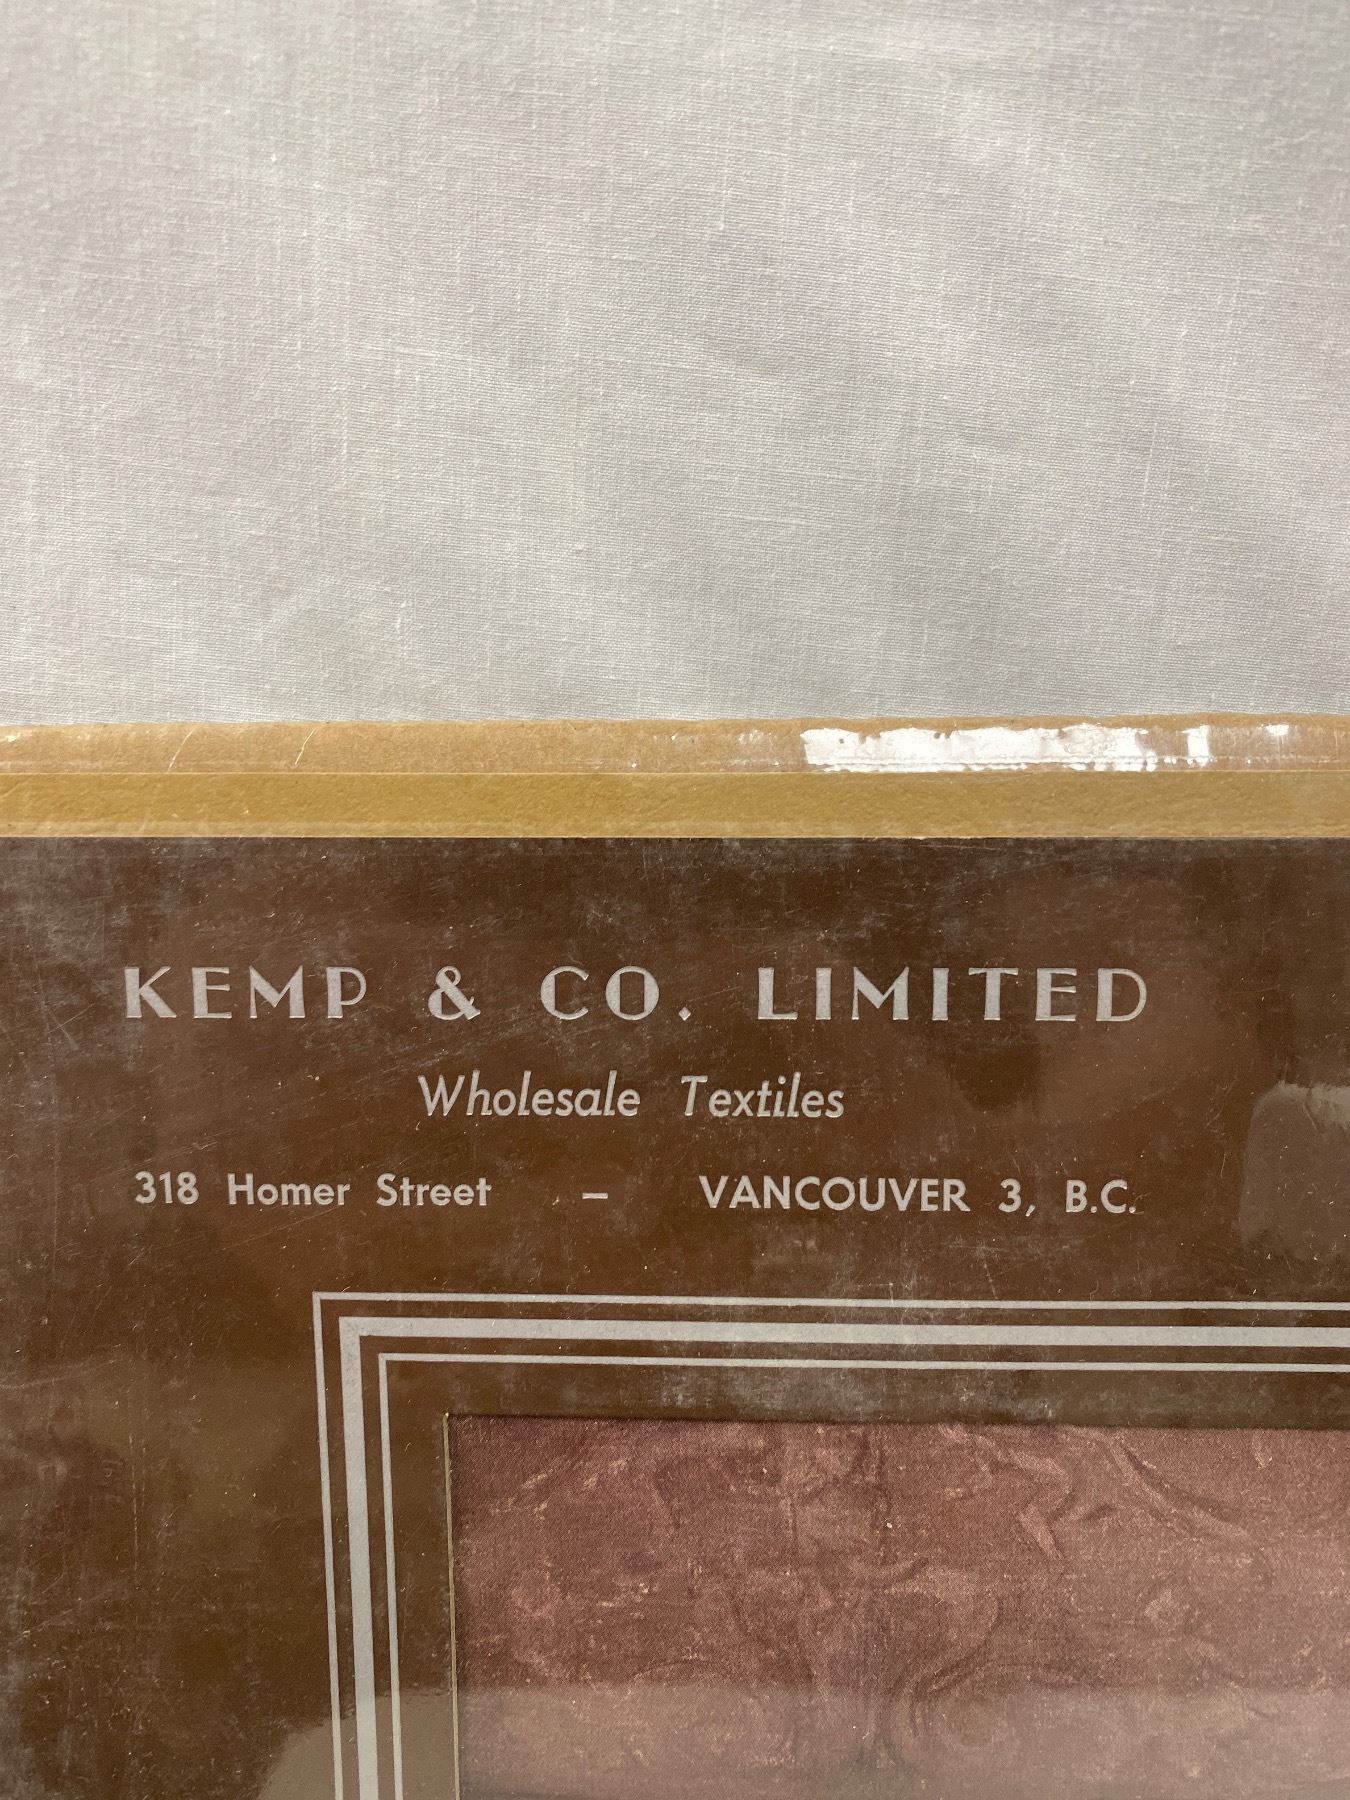 KEMP & CO. LIMITED
Wholesale Textiles
318 Homer Street – VANCOUVER 3, B.C.